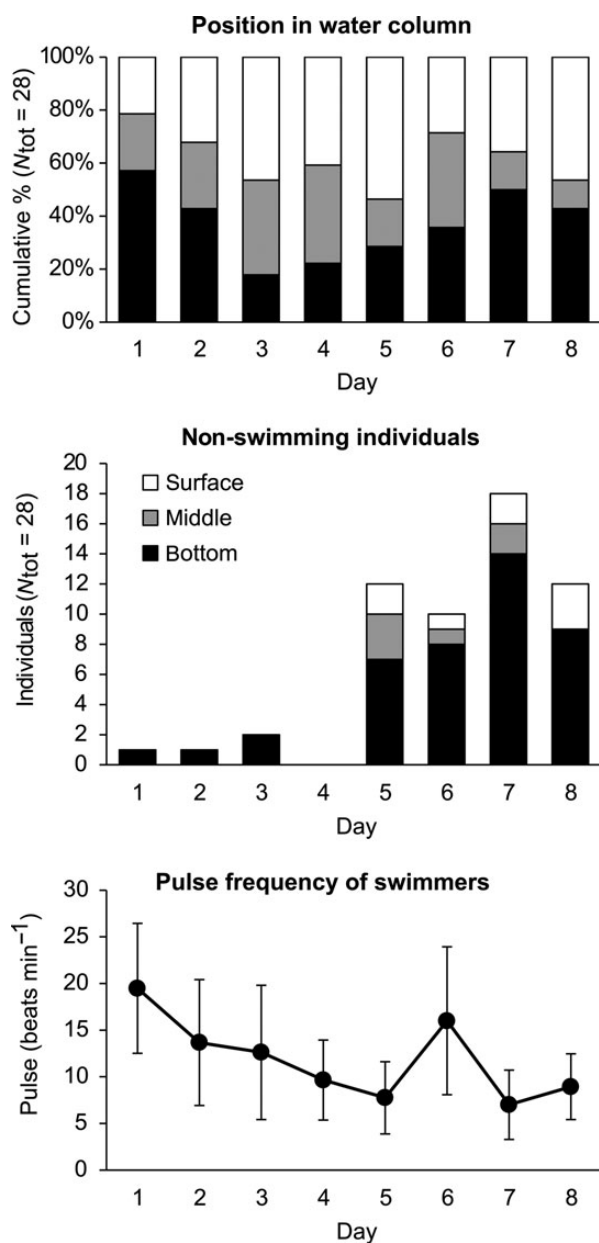 Position in water column
Cumulative % (Ntot = 28)
100%
80%
60%
40%
20%
0%
1 2 3 4 5 6 7 8
Day
Non-swimming individuals
Individuals (Ntot = 28)
20
18
16
14
12
10
8
6
4
2
0
Surface
Middle
Bottom
1 2 3 4 5 6 7 8
Day
Pulse frequency of swimmers
Pulse (beats min⁻¹)
30
25
20
15
10
5
0
1 2 3 4 5 6 7 8
Day